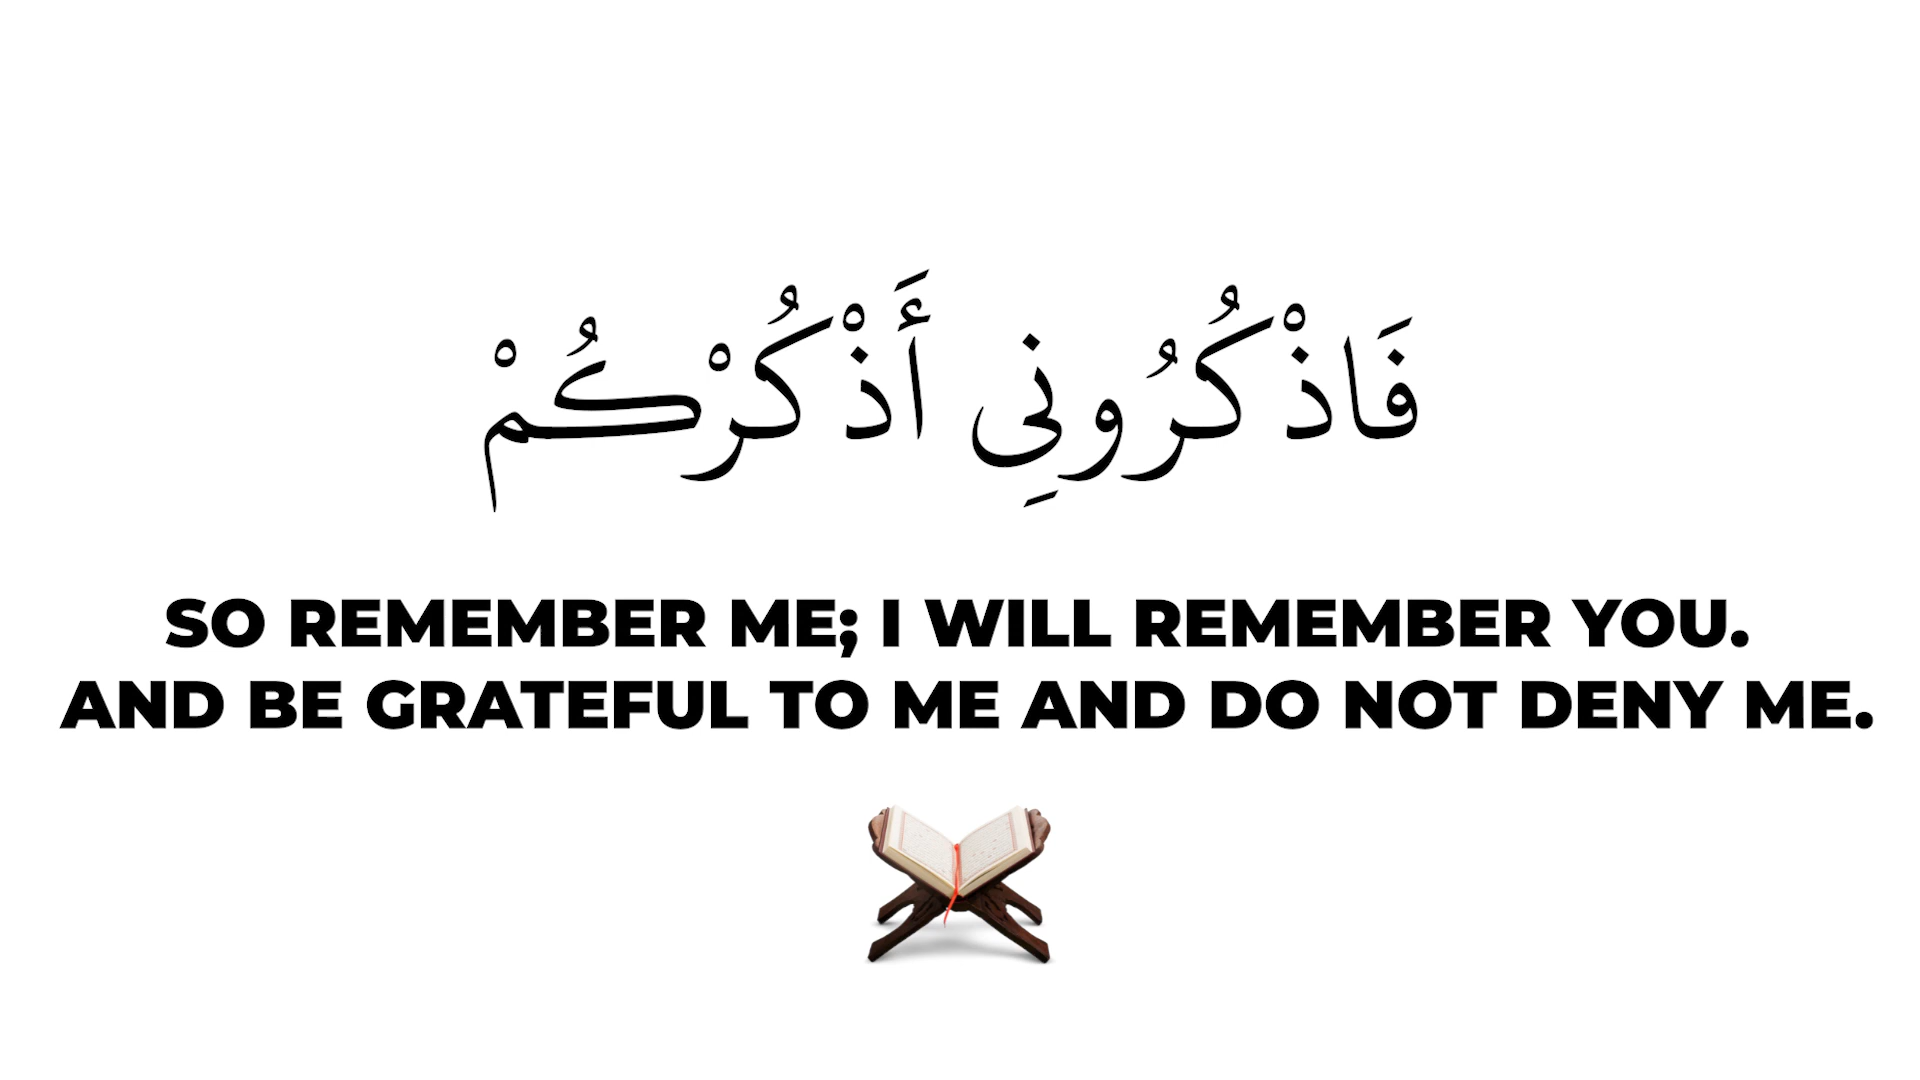 فَاذْكُرُونِي أَذْكُرْكُمْ
SO REMEMBER ME; I WILL REMEMBER YOU.
AND BE GRATEFUL TO ME AND DO NOT DENY ME.